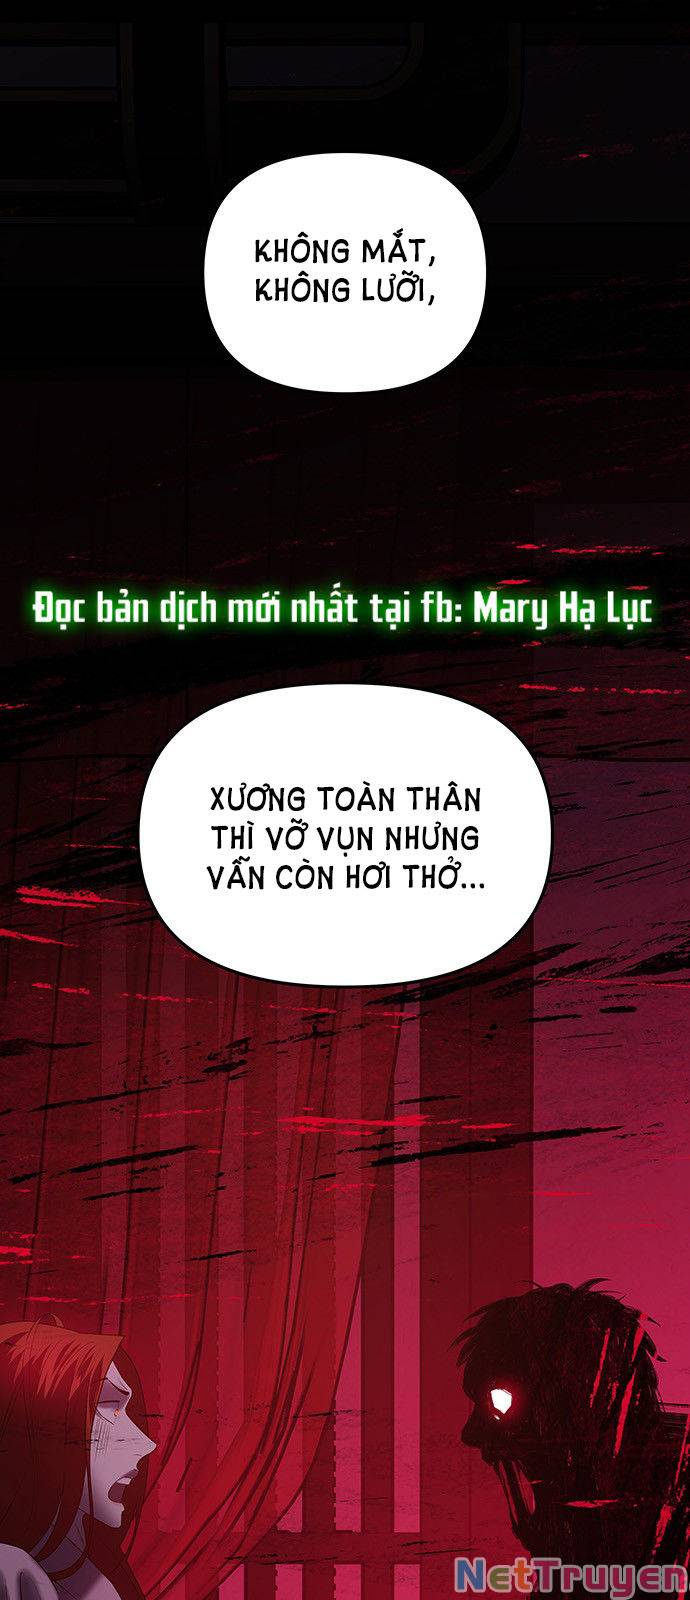 KHÔNG MẮT,
KHÔNG LƯỠI,
Đọc bản dịch mới nhất tại fb: Mary Hạ Lục
XƯƠNG TOÀN THÂN
THÌ VỠ VỤN NHƯNG
VẪN CÒN HƠI THỞ...
NetTruyen